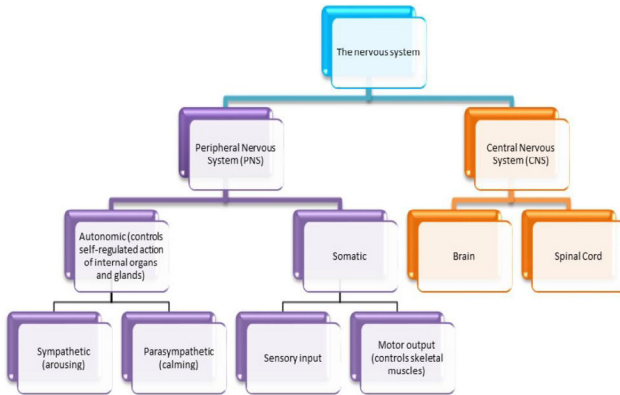 The nervous system
Peripheral Nervous
System (PNS)
Central Nervous
System (CNS)
Autonomic (controls
self-regulated action
of internal organs
and glands)
Somatic
Brain
Spinal Cord
Sympathetic
(arousing)
Parasympathetic
(calming)
Sensory input
Motor output
(controls skeletal
muscles)